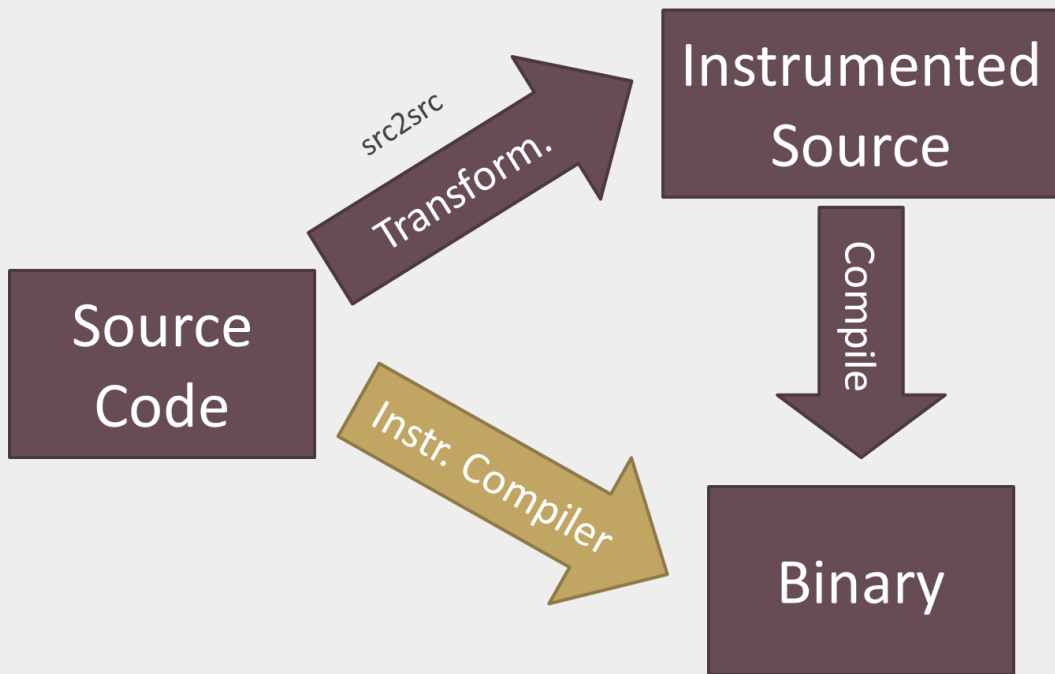 Instrumented
Source
src2src
Transform.
Compile
Source
Code
Instr. Compiler
Binary